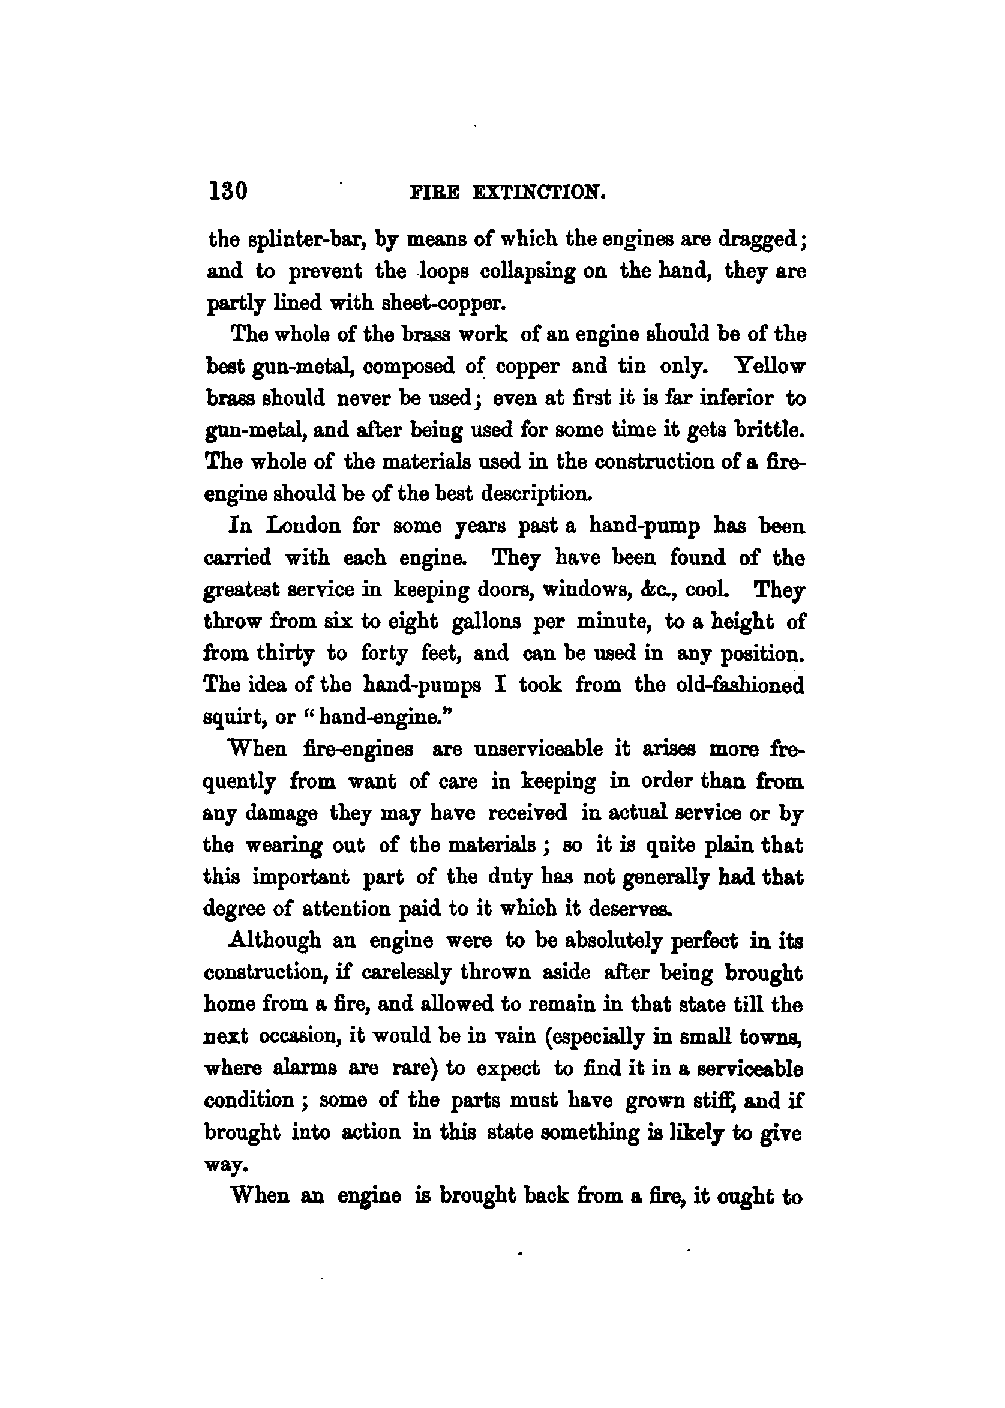 130 FIRE EXTINCTION.
the splinter-bar, by means of which the engines are dragged;
and to prevent the loops collapsing on the hand, they are
partly lined with sheet-copper.
The whole of the brass work of an engine should be of the
best gun-metal, composed of copper and tin only. Yellow
brass should never be used; even at first it is far inferior to
gun-metal, and after being used for some time it gets brittle.
The whole of the materials used in the construction of a fire-
engine should be of the best description.
In London for some years past a hand-pump has been
carried with each engine. They have been found of the
greatest service in keeping doors, windows, &c., cool. They
throw from six to eight gallons per minute, to a height of
from thirty to forty feet, and can be used in any position.
The idea of the hand-pumps I took from the old-fashioned
squirt, or "hand-engine."
When fire-engines are unserviceable it arises more fre-
quently from want of care in keeping in order than from
any damage they may have received in actual service or by
the wearing out of the materials; so it is quite plain that
this important part of the duty has not generally had that
degree of attention paid to it which it deserves.
Although an engine were to be absolutely perfect in its
construction, if carelessly thrown aside after being brought
home from a fire, and allowed to remain in that state till the
next occasion, it would be in vain (especially in small towns,
where alarms are rare) to expect to find it in a serviceable
condition; some of the parts must have grown stiff, and if
brought into action in this state something is likely to give
way.
When an engine is brought back from a fire, it ought to